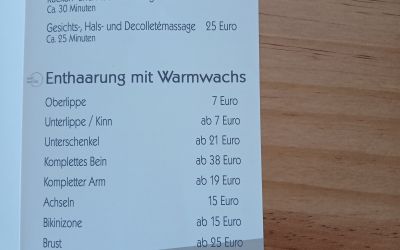 Ca. 30 Minuten
Gesichts-, Hals- und Decolletémassage 25 Euro
Ca. 25 Minuten
Enthaarung mit Warmwachs
Oberlippe 7 Euro
Unterlippe / Kinn ab 7 Euro
Unterschenkel ab 21 Euro
Komplettes Bein ab 38 Euro
Kompletter Arm ab 19 Euro
Achseln 15 Euro
Bikinizone ab 15 Euro
Brust ab 25 Euro